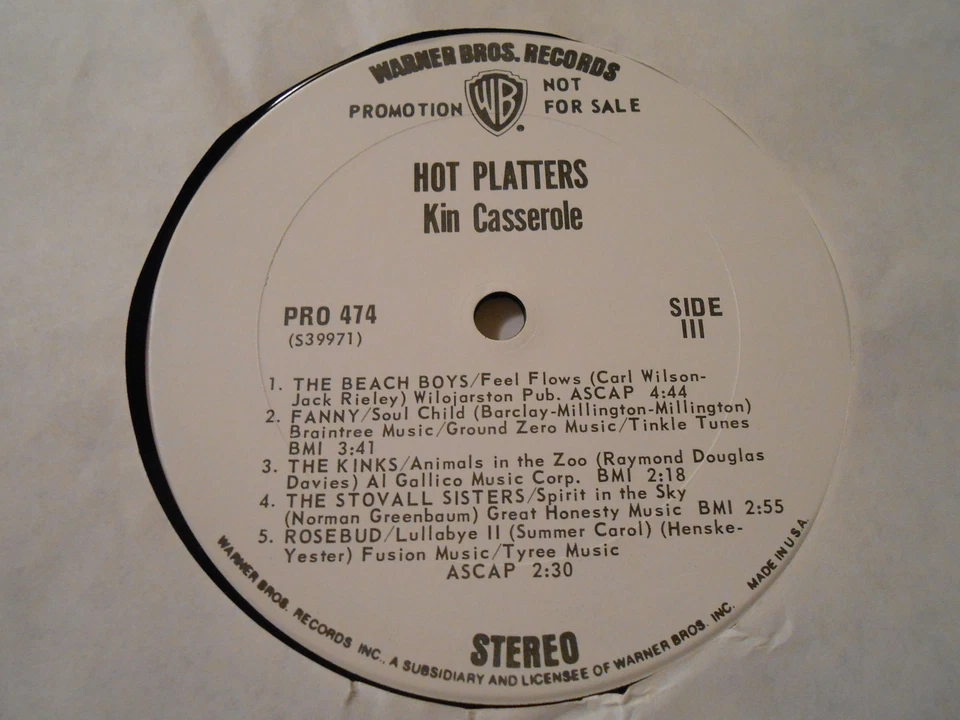 WARNER BROS. RECORDS
PROMOTION WB NOT
FOR SALE
HOT PLATTERS
Kin Casserole
PRO 474
(S39971)
SIDE
III
1. THE BEACH BOYS/Feel Flows (Carl Wilson-
Jack Rieley) Wilojarston Pub. ASCAP 4:44
2. FANNY/Soul Child (Barclay-Millington-Millington)
Braintree Music/Ground Zero Music/Tinkle Tunes
BMI 3:41
3. THE KINKS/Animals in the Zoo (Raymond Douglas
Davies) Al Gallico Music Corp. BMI 2:18
4. THE STOVALL SISTERS/Spirit in the Sky
(Norman Greenbaum) Great Honesty Music BMI 2:55
5. ROSEBUD/Lullabye II (Summer Carol) (Henske-
Yester) Fusion Music/Tyree Music
ASCAP 2:30
STEREO
WARNER BROS. RECORDS INC., A SUBSIDIARY AND LICENSEE OF WARNER BROS. INC. MADE IN U.S.A.